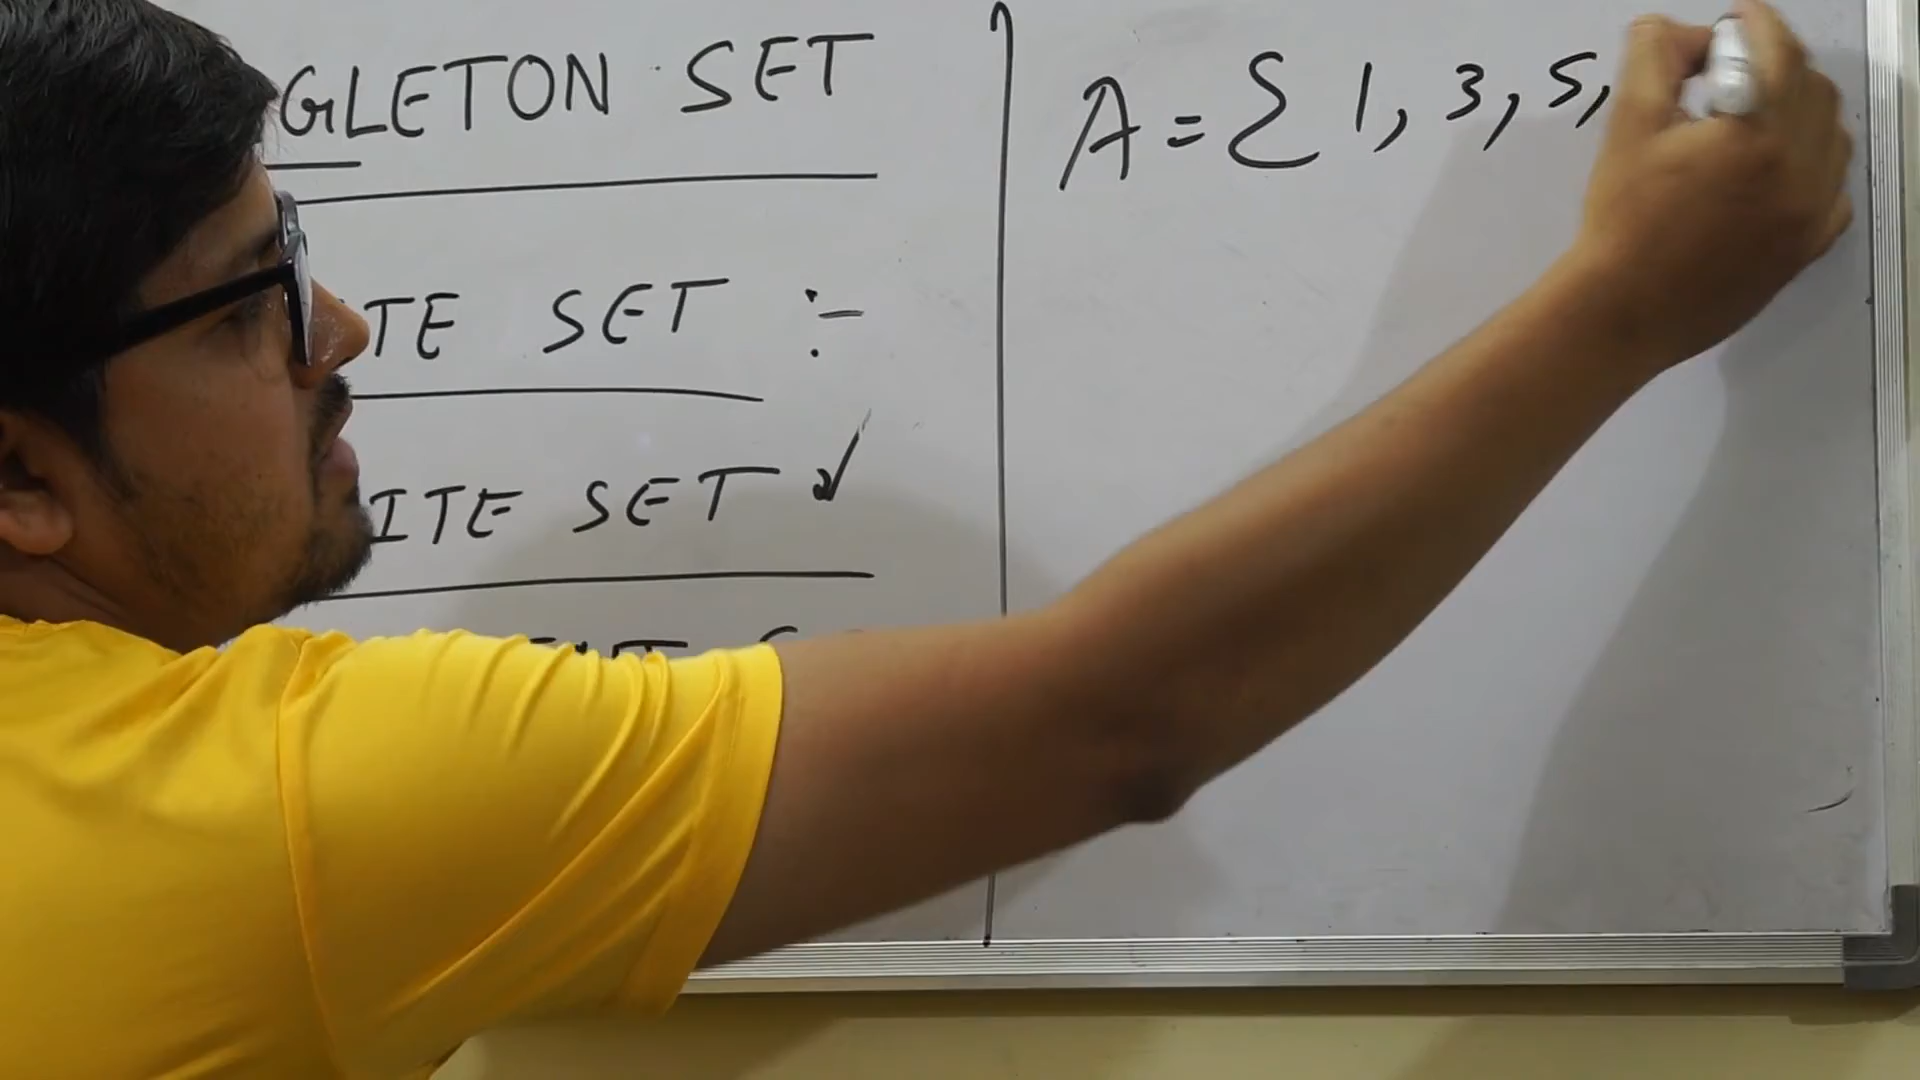 GLETON SET
TE SET :-
ITE SET ✓
A = { 1, 3, 5,